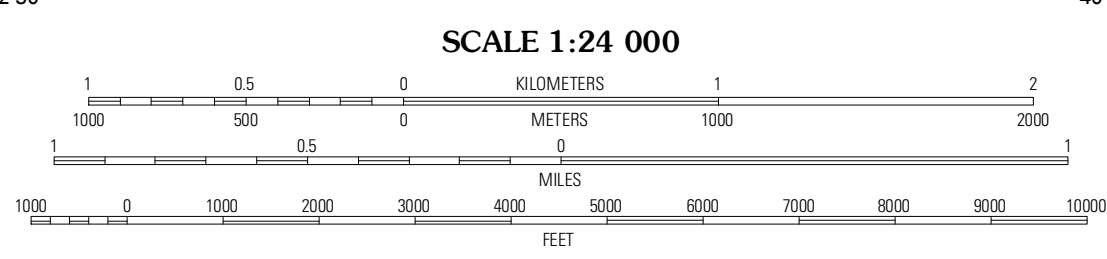 SCALE 1:24 000
1 0.5 0 KILOMETERS 1 2
1000 500 0 METERS 1000 2000
1 0.5 0 1
MILES
1000 0 1000 2000 3000 4000 5000 6000 7000 8000 9000 10000
FEET